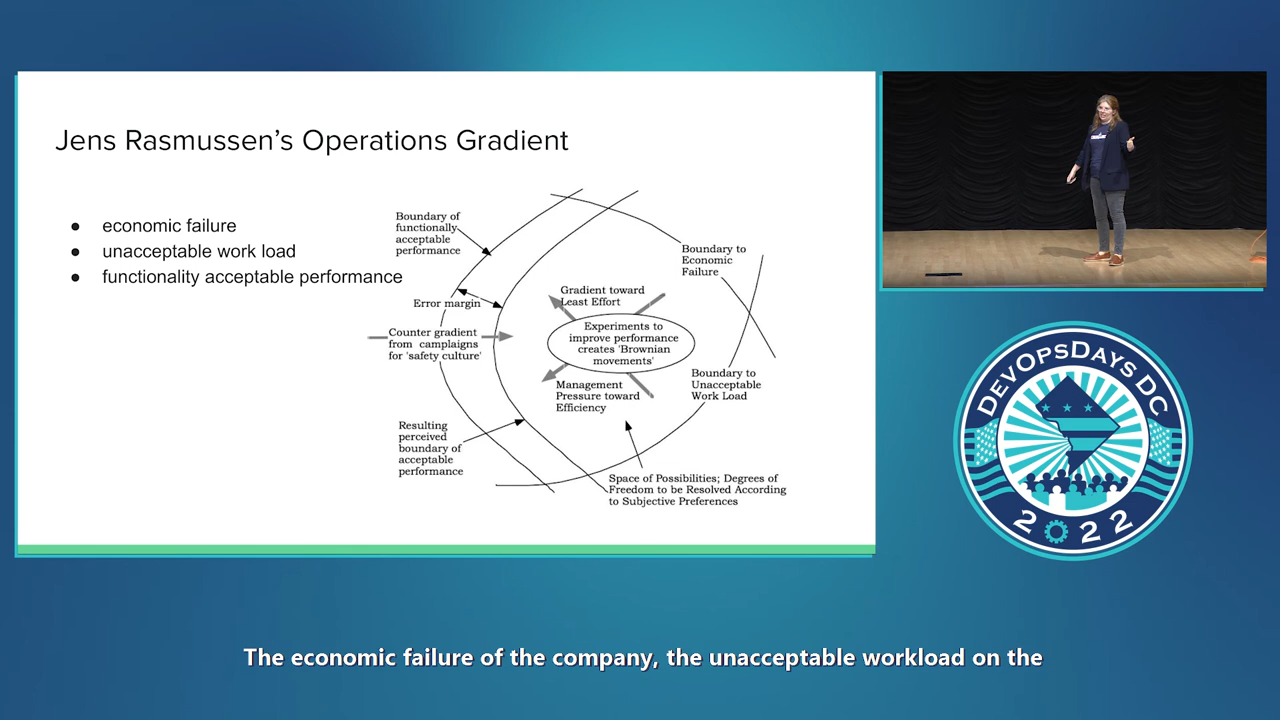 Jens Rasmussen’s Operations Gradient
● economic failure
● unacceptable work load
● functionality acceptable performance
Boundary of
functionally
acceptable
performance
Error margin
Counter gradient
from camplaigns
for 'safety culture'
Resulting
perceived
boundary of
acceptable
performance
Gradient toward
Least Effort
Experiments to
improve performance
creates 'Brownian
movements'
Management
Pressure toward
Efficiency
Boundary to
Economic
Failure
Boundary to
Unacceptable
Work Load
Space of Possibilities; Degrees of
Freedom to be Resolved According
to Subjective Preferences
DEVOPSDAYS DC
2022
The economic failure of the company, the unacceptable workload on the